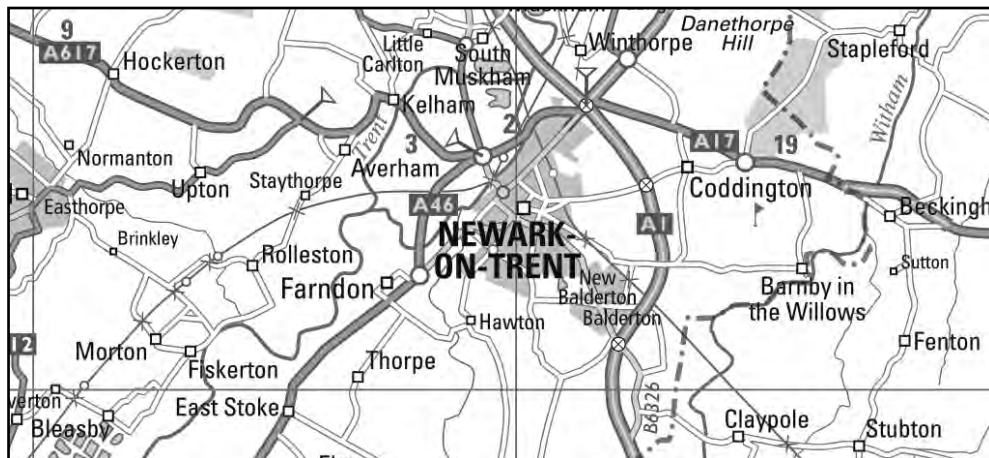 9
A617
Hockerton
Little
Carlton
South
Muskham
Winthorpe
Danethorpe
Hill
Stapleford
Witham
Kelham
Trent
2
3
A17
19
Normanton
Averham
Upton
Staythorpe
Easthorpe
A46
Coddington
Beckingh
A1
Brinkley
NEWARK-
ON-TRENT
Rolleston
Farndon
New
Balderton
Balderton
Barnby in
the Willows
Sutton
Hawton
12
Morton
Fiskerton
Thorpe
Fenton
East Stoke
B6326
Claypole
Stubton
verton
Bleasby